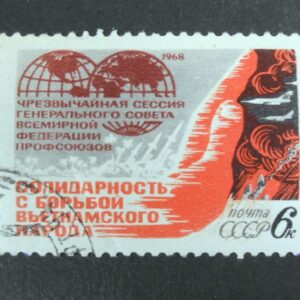 1968
ЧРЕЗВЫЧАЙНАЯ СЕССИЯ
ГЕНЕРАЛЬНОГО СОВЕТА
ВСЕМИРНОЙ
ФЕДЕРАЦИИ
ПРОФСОЮЗОВ
СОЛИДАРНОСТЬ
С БОРЬБОЙ
ВЬЕТНАМСКОГО
НАРОДА
ПОЧТА
СССР 6к